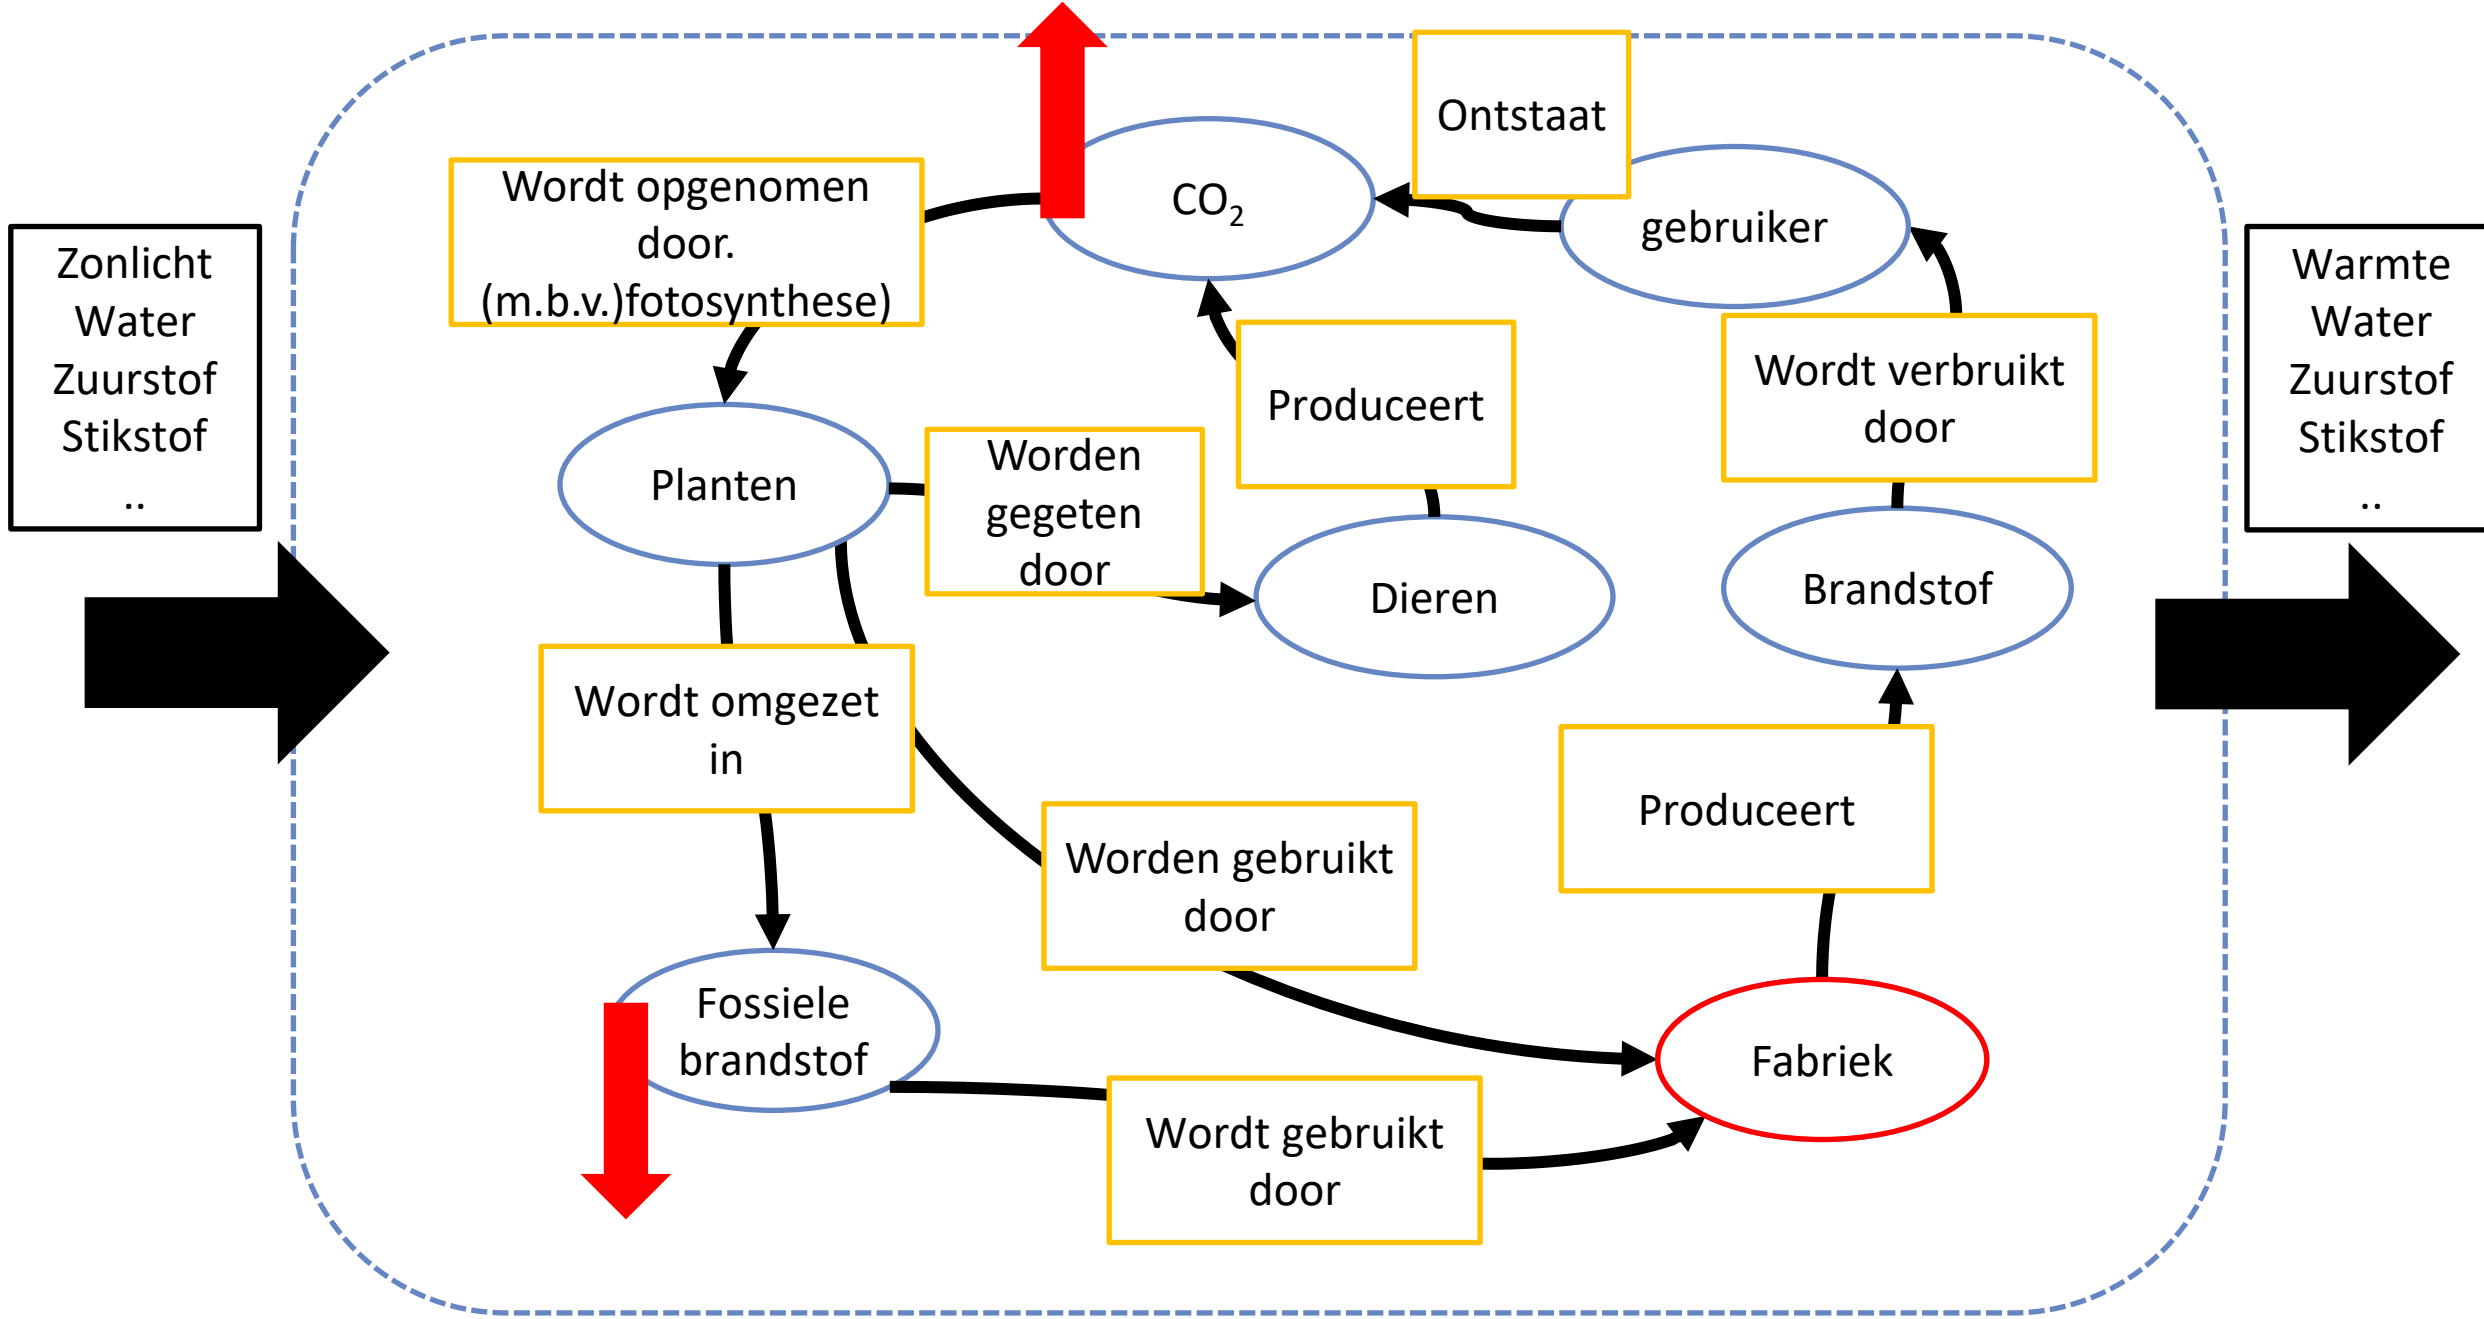 Ontstaat
Wordt opgenomen
door.
(m.b.v.)fotosynthese)
CO₂
gebruiker
Zonlicht
Water
Zuurstof
Stikstof
..
Warmte
Water
Zuurstof
Stikstof
..
Produceert
Wordt verbruikt
door
Planten
Worden
gegeten
door
Dieren
Brandstof
Wordt omgezet
in
Produceert
Worden gebruikt
door
Fossiele
brandstof
Fabriek
Wordt gebruikt
door